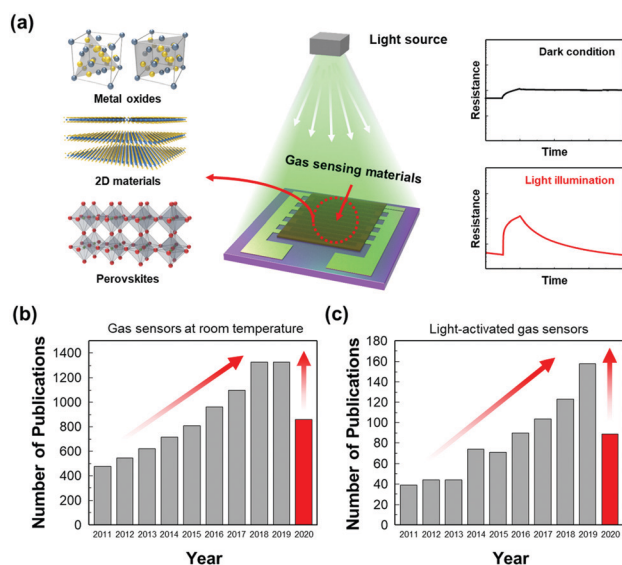 (a)
Light source
Metal oxides
2D materials
Perovskites
Gas sensing materials
Dark condition
Resistance
Time
Light illumination
Resistance
Time
(b)
Gas sensors at room temperature
Number of Publications
1400
1200
1000
800
600
400
200
0
2011 2012 2013 2014 2015 2016 2017 2018 2019 2020
Year
(c)
Light-activated gas sensors
Number of Publications
180
160
140
120
100
80
60
40
20
0
2011 2012 2013 2014 2015 2016 2017 2018 2019 2020
Year